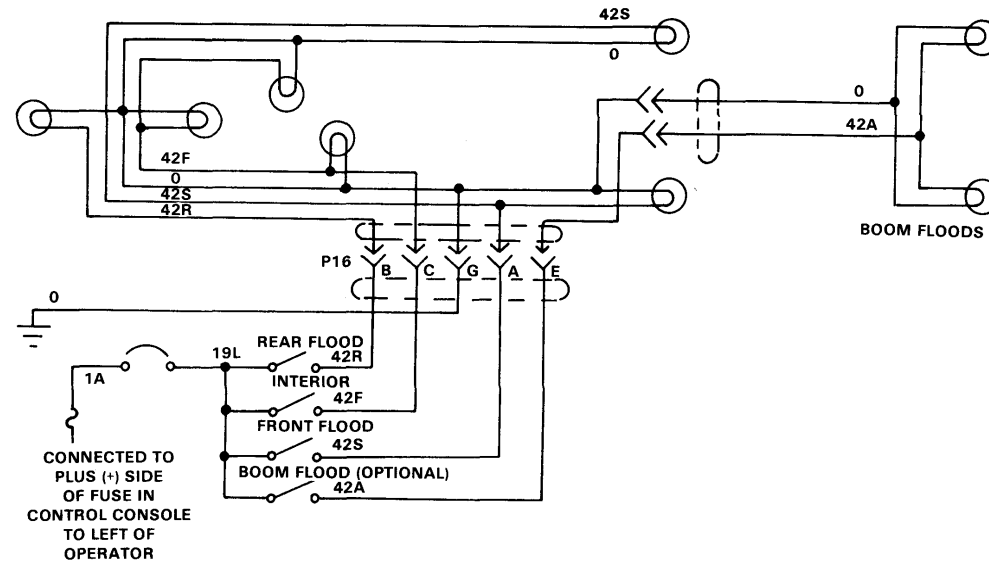 42S
0
0
42A
42F
0
42S
42R
BOOM FLOODS
P16
B
C
G
A
E
0
REAR FLOOD
19L
42R
1A
INTERIOR
42F
FRONT FLOOD
42S
BOOM FLOOD (OPTIONAL)
42A
CONNECTED TO
PLUS (+) SIDE
OF FUSE IN
CONTROL CONSOLE
TO LEFT OF
OPERATOR